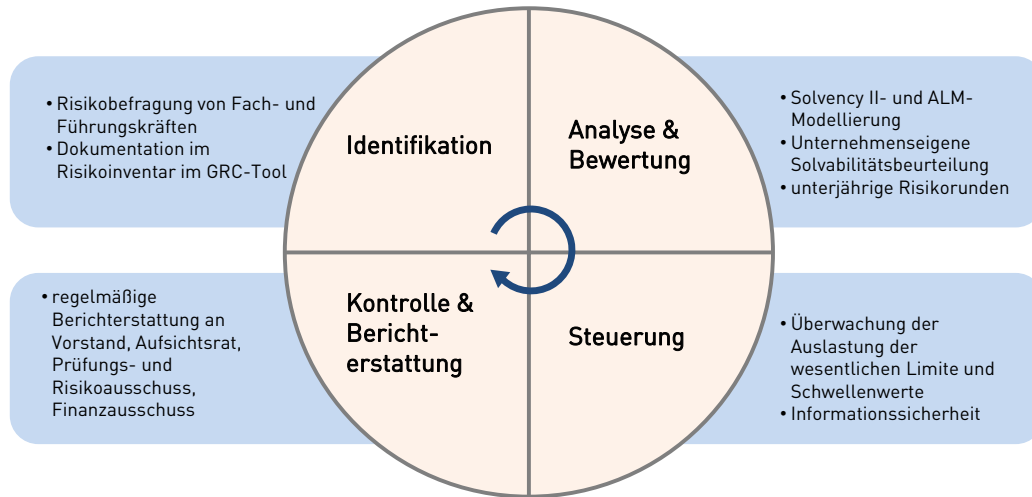 • Risikobefragung von Fach- und
Führungskräften
• Dokumentation im
Risikoinventar im GRC-Tool
Identifikation
Analyse &
Bewertung
• Solvency II- und ALM-
Modellierung
• Unternehmenseigene
Solvabilitätsbeurteilung
• unterjährige Risikorunden
• regelmäßige
Berichterstattung an
Vorstand, Aufsichtsrat,
Prüfungs- und
Risikoausschuss,
Finanzausschuss
Kontrolle &
Bericht-
erstattung
Steuerung
• Überwachung der
Auslastung der
wesentlichen Limite und
Schwellenwerte
• Informationssicherheit